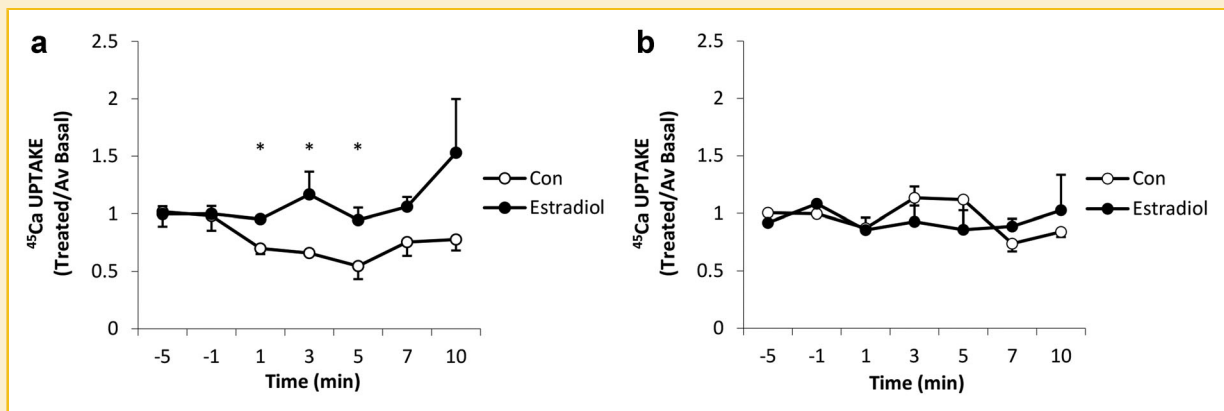 a
2.5
2
1.5
1
0.5
0
⁴⁵Ca UPTAKE
(Treated/Av Basal)
* * *
-5 -1 1 3 5 7 10
Time (min)
Con
Estradiol
b
2.5
2
1.5
1
0.5
0
⁴⁵Ca UPTAKE
(Treated/Av Basal)
-5 -1 1 3 5 7 10
Time (min)
Con
Estradiol